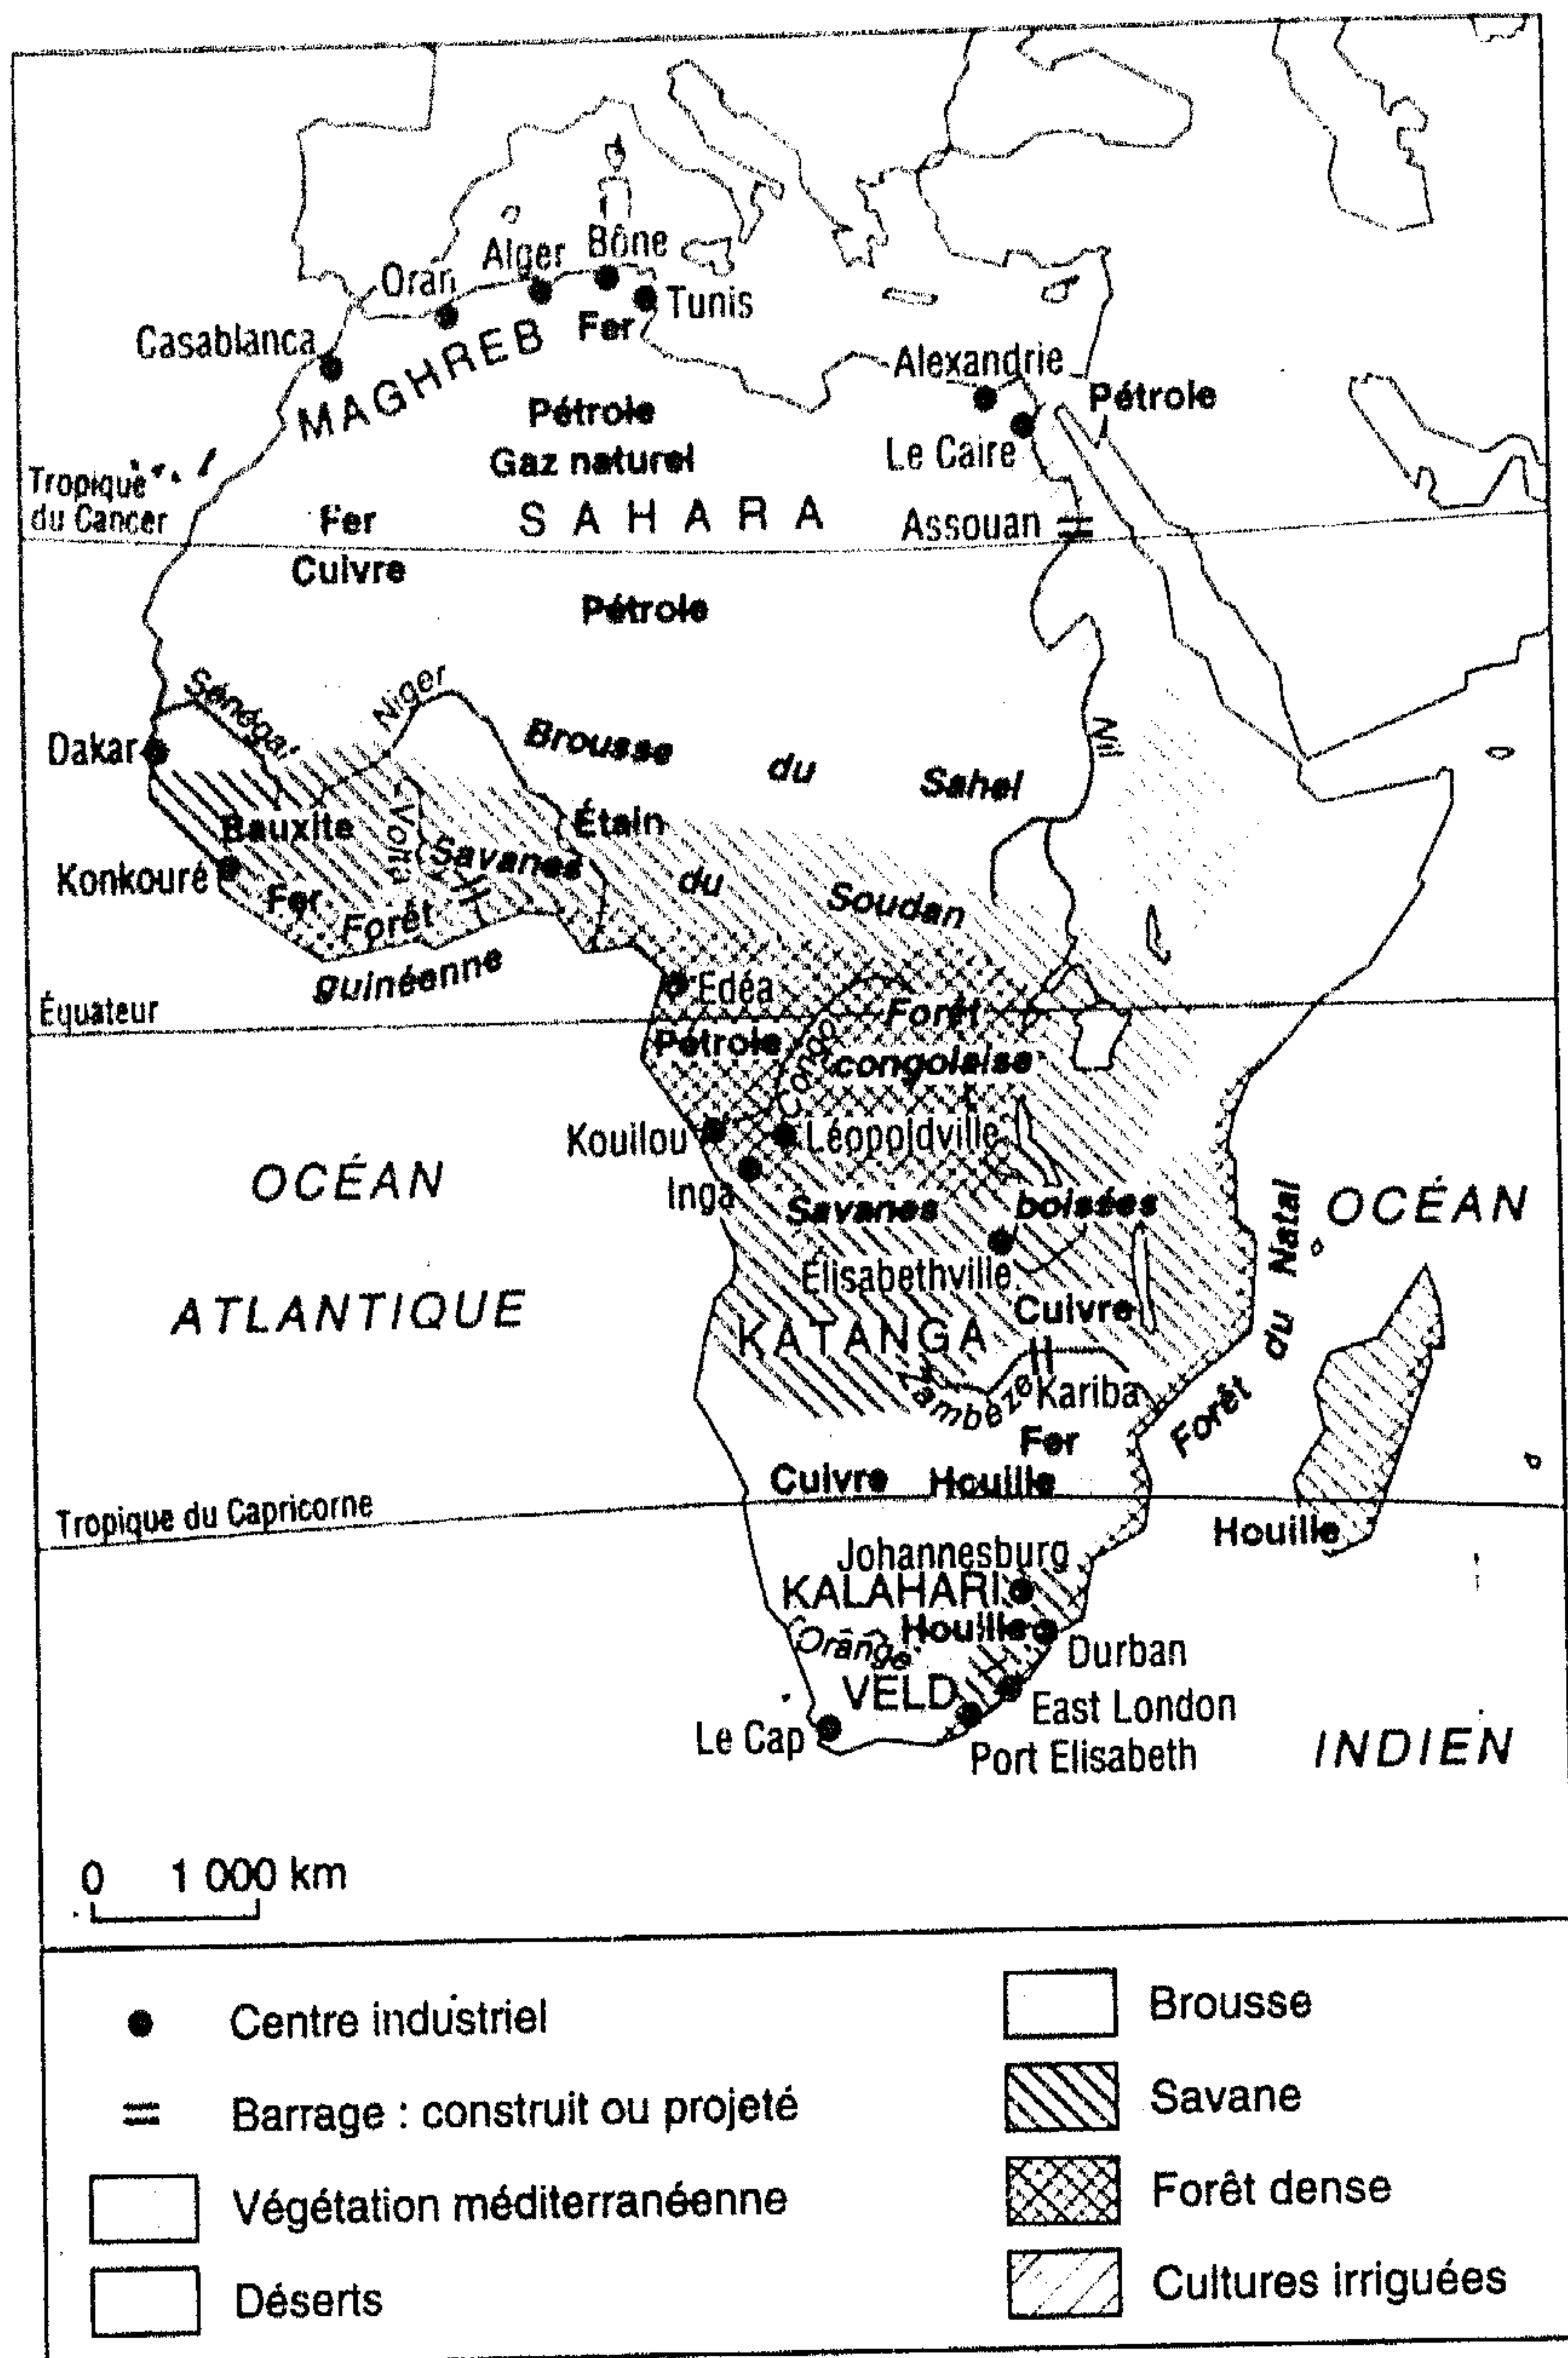 Oran
Alger
Bône
Tunis
Casablanca
MAGHREB
Fer
Alexandrie
Pétrole
Pétrole
Le Caire
Gaz naturel
Tropique
du Cancer
Fer
SAHARA
Assouan
Cuivre
Pétrole
Sénégal
Niger
Dakar
Brousse
du
Sahel
Nil
Bauxite
Volta
Étain
Savanes
du
Soudan
Konkouré
Fer
Forêt
guinéenne
Équateur
Edéa
Pétrole
Congo
Forêt
congolaise
Kouilou
Léopoldville
Inga
Savanes
boisées
OCÉAN
ATLANTIQUE
Élisabethville
Cuivre
KATANGA
Zambèze
Kariba
Forêt
du
Natal
OCÉAN
Fer
Cuivre
Houille
Tropique du Capricorne
Houille
Johannesburg
KALAHARI
Houille
Orange
Durban
VELD
East London
Le Cap
Port Elisabeth
INDIEN
0 1 000 km
Centre industriel
Barrage : construit ou projeté
Végétation méditerranéenne
Déserts
Brousse
Savane
Forêt dense
Cultures irriguées